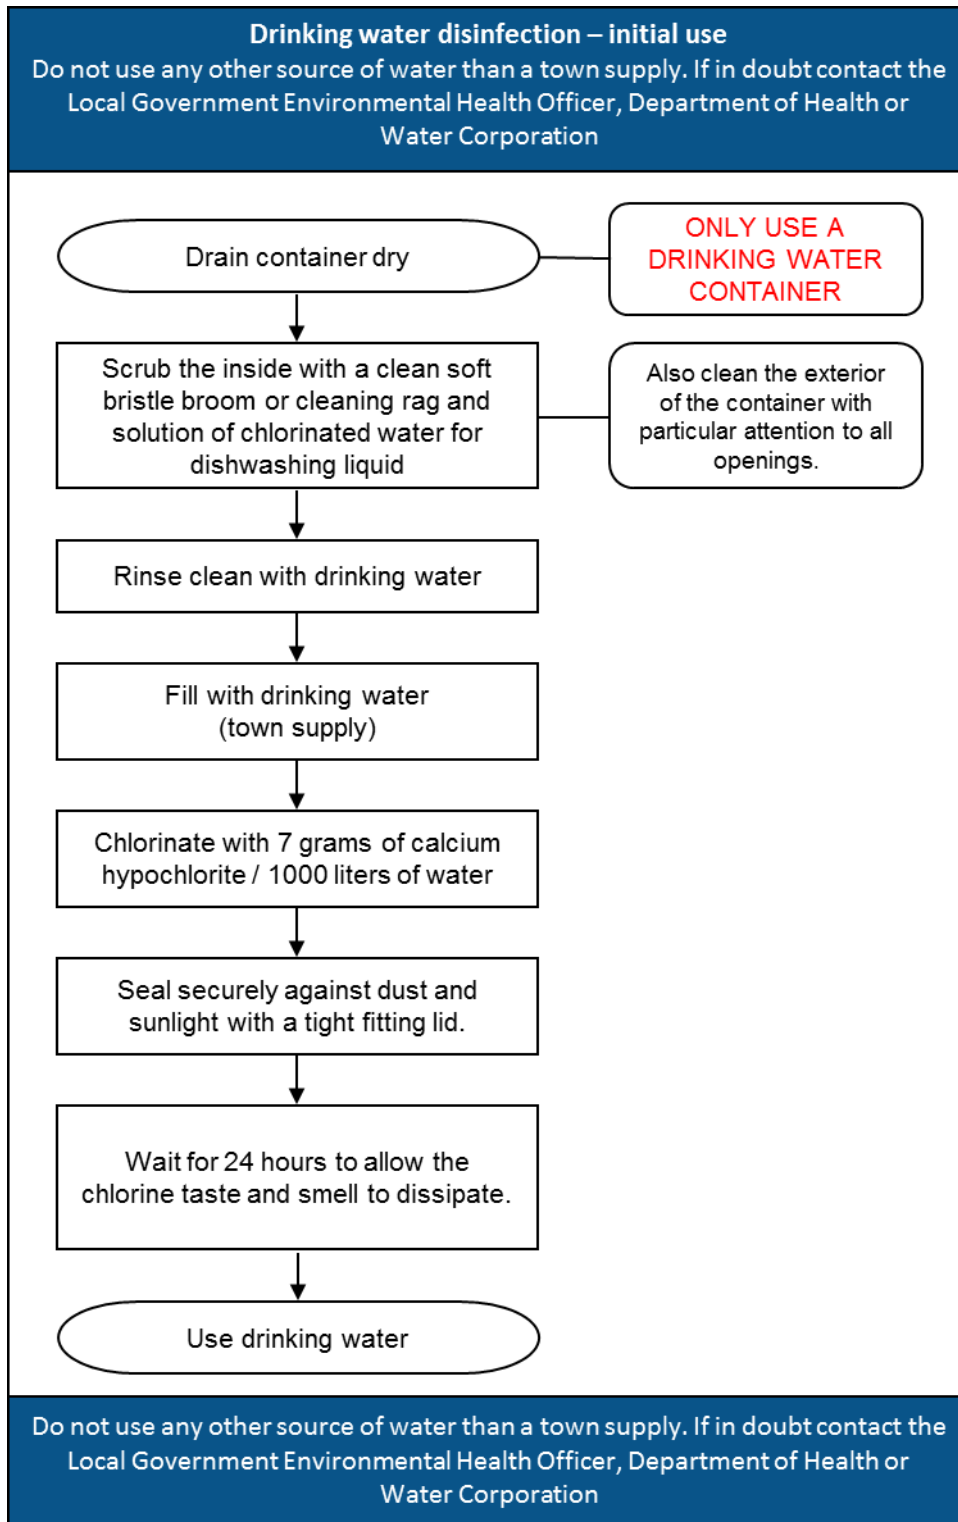 Drinking water disinfection – initial use
Do not use any other source of water than a town supply. If in doubt contact the
Local Government Environmental Health Officer, Department of Health or
Water Corporation
Drain container dry
ONLY USE A
DRINKING WATER
CONTAINER
Scrub the inside with a clean soft
bristle broom or cleaning rag and
solution of chlorinated water for
dishwashing liquid
Also clean the exterior
of the container with
particular attention to all
openings.
Rinse clean with drinking water
Fill with drinking water
(town supply)
Chlorinate with 7 grams of calcium
hypochlorite / 1000 liters of water
Seal securely against dust and
sunlight with a tight fitting lid.
Wait for 24 hours to allow the
chlorine taste and smell to dissipate.
Use drinking water
Do not use any other source of water than a town supply. If in doubt contact the
Local Government Environmental Health Officer, Department of Health or
Water Corporation